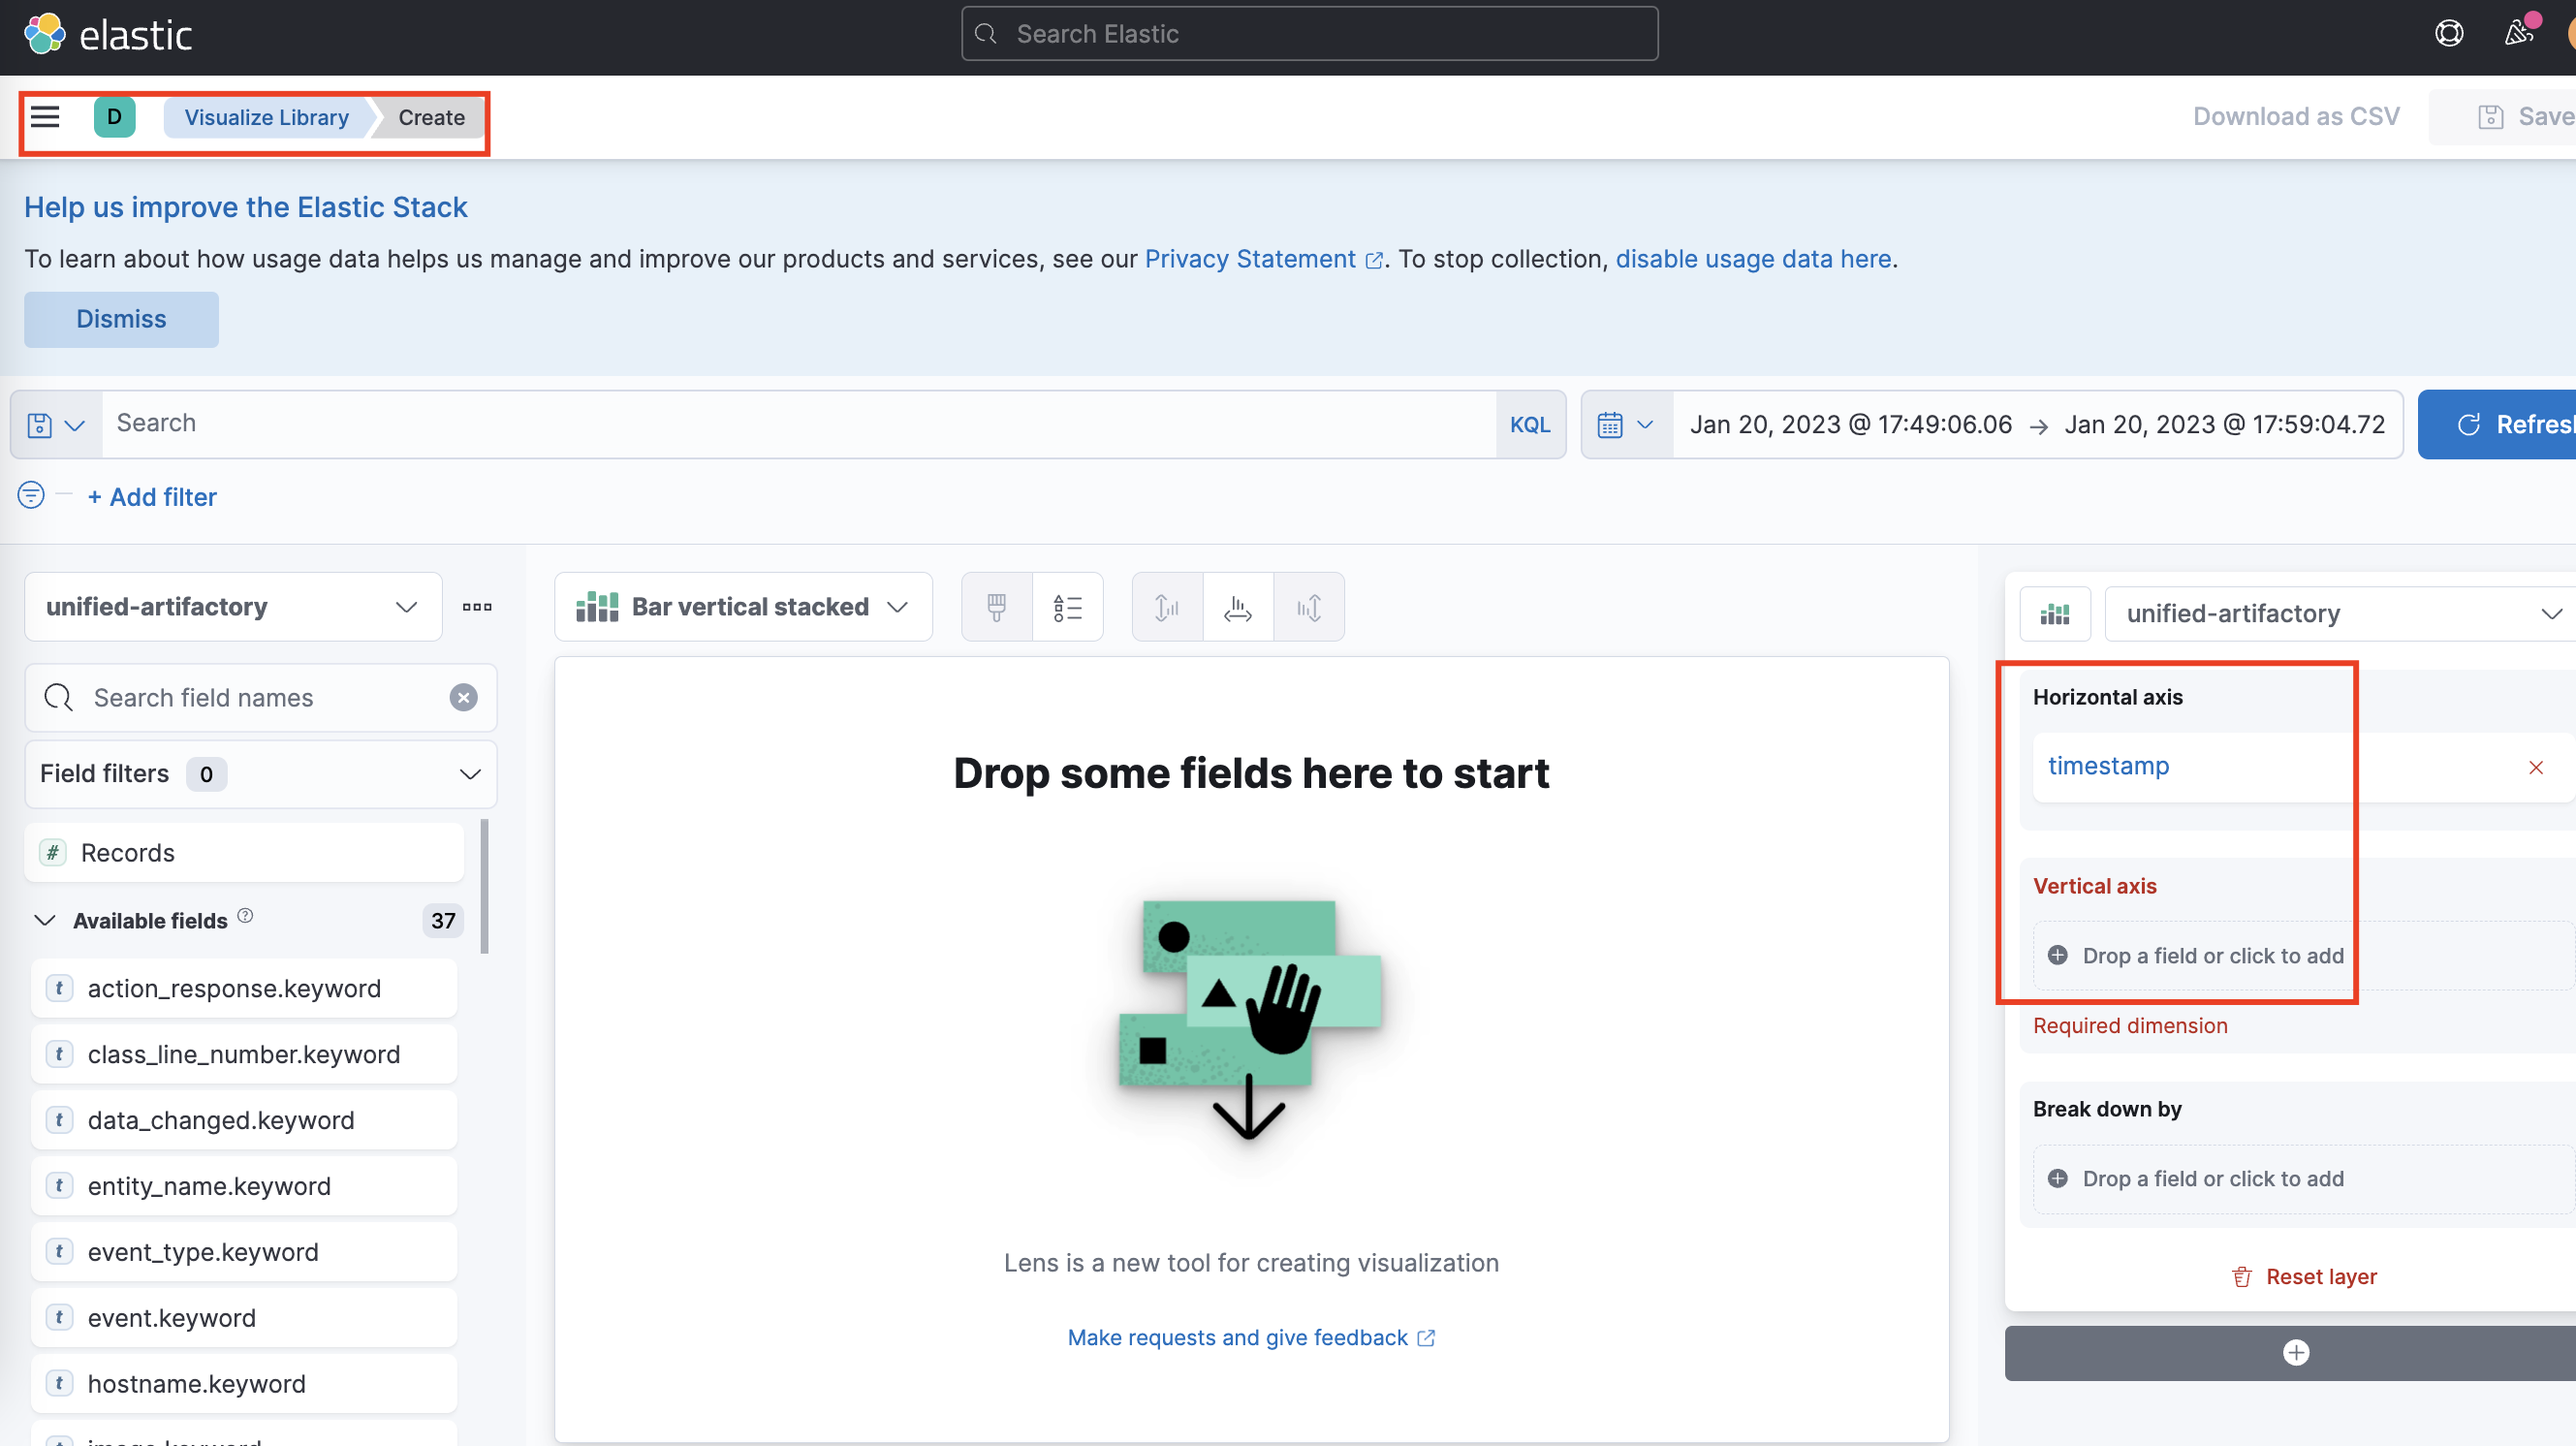 elastic
Search Elastic
D
Visualize Library
Create
Download as CSV
Save
Help us improve the Elastic Stack
To learn about how usage data helps us manage and improve our products and services, see our Privacy Statement. To stop collection, disable usage data here.
Dismiss
Search
KQL
Jan 20, 2023 @ 17:49:06.06 → Jan 20, 2023 @ 17:59:04.72
Refres
+ Add filter
unified-artifactory
Search field names
Field filters 0
# Records
Available fields ? 37
t action_response.keyword
t class_line_number.keyword
t data_changed.keyword
t entity_name.keyword
t event_type.keyword
t event.keyword
t hostname.keyword
Bar vertical stacked
Drop some fields here to start
Lens is a new tool for creating visualization
Make requests and give feedback
unified-artifactory
Horizontal axis
timestamp
Vertical axis
Drop a field or click to add
Required dimension
Break down by
Drop a field or click to add
Reset layer